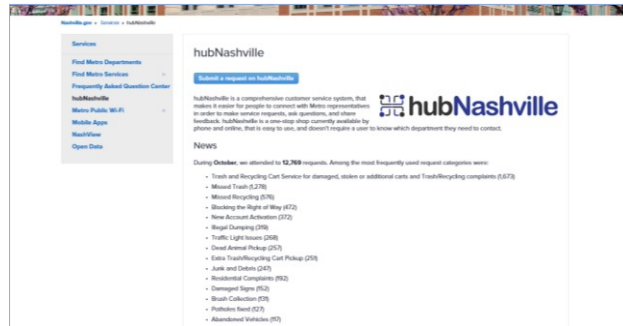 Nashville.gov » Services » hubNashville
Services
Find Metro Departments
Find Metro Services
Frequently Asked Question Center
hubNashville
Metro Public Wi-Fi
Mobile Apps
NashView
Open Data
hubNashville
Submit a request on hubNashville
hubNashville is a comprehensive customer service system, that
makes it easier for people to connect with Metro representatives
in order to make service requests, ask questions, and share
feedback. hubNashville is a one-stop shop currently available by
phone and online, that is easy to use, and doesn't require a user to know which department they need to contact.
hubNashville
News
During October, we attended to 12,769 requests. Among the most frequently used request categories were:
• Trash and Recycling Cart Service for damaged, stolen or additional carts and Trash/Recycling complaints (1,673)
• Missed Trash (1,278)
• Missed Recycling (576)
• Blocking the Right of Way (472)
• New Account Activation (372)
• Illegal Dumping (319)
• Traffic Light Issues (268)
• Dead Animal Pickup (257)
• Extra Trash/Recycling Cart Pickup (251)
• Junk and Debris (247)
• Residential Complaints (192)
• Damaged Signs (152)
• Brush Collection (131)
• Potholes fixed (127)
• Abandoned Vehicles (117)